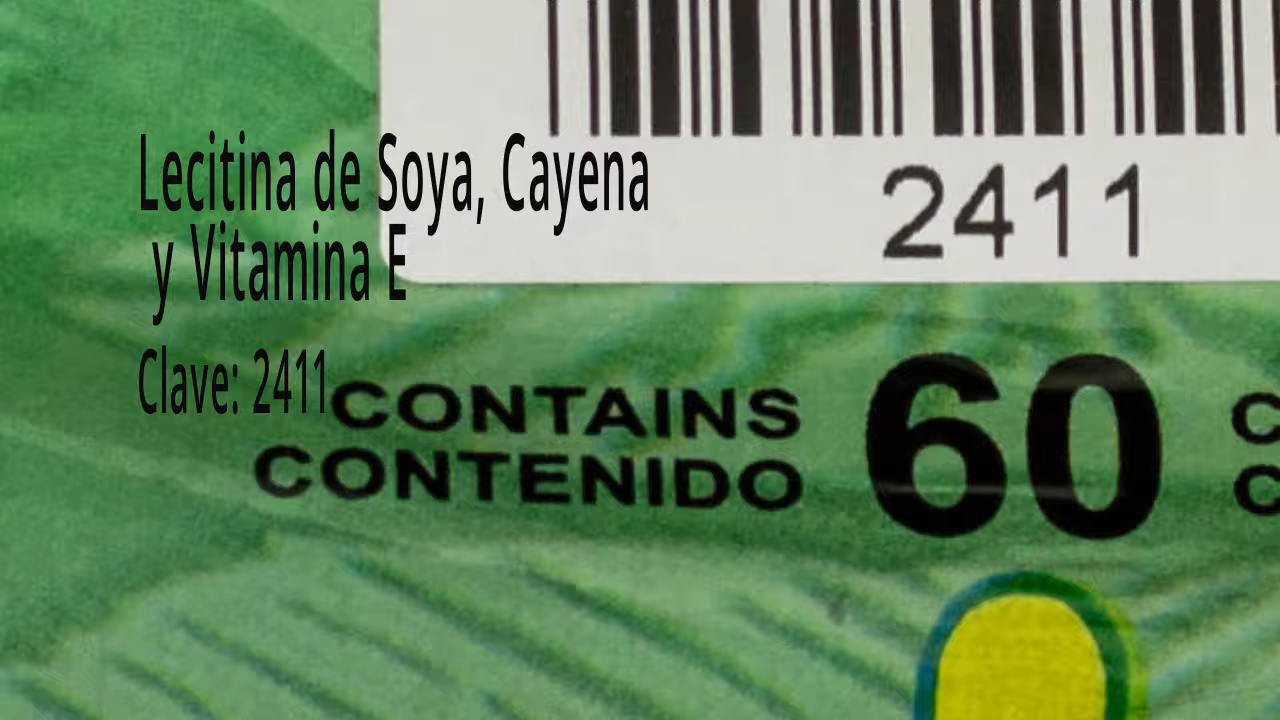 2411
Lecitina de Soya, Cayena
y Vitamina E
Clave: 2411
CONTAINS
CONTENIDO
60